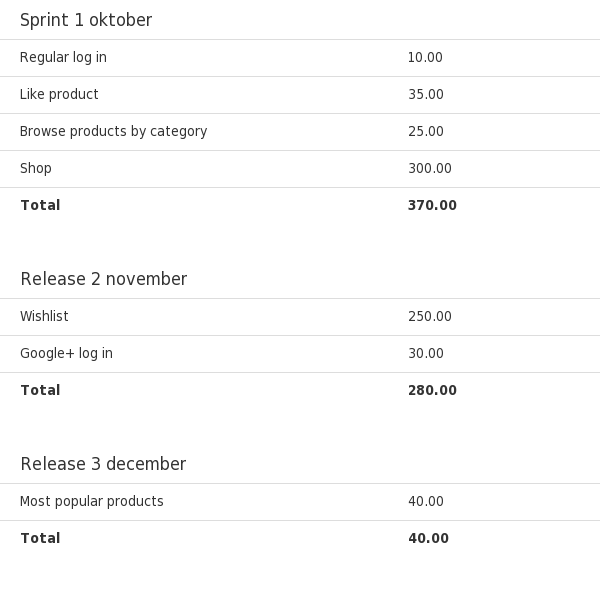 Sprint 1 oktober
Regular log in 10.00
Like product 35.00
Browse products by category 25.00
Shop 300.00
Total 370.00
Release 2 november
Wishlist 250.00
Google+ log in 30.00
Total 280.00
Release 3 december
Most popular products 40.00
Total 40.00